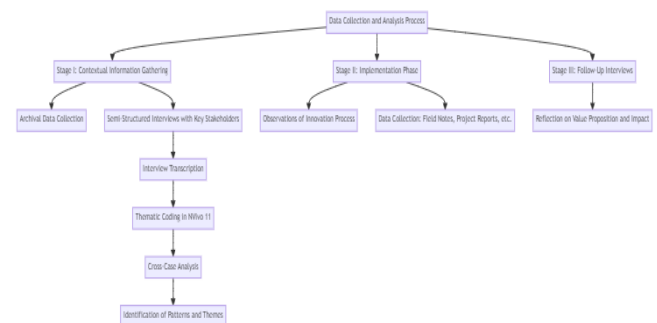 Data Collection and Analysis Process
Stage I: Contextual Information Gathering
Stage II: Implementation Phase
Stage III: Follow-Up Interviews
Archival Data Collection
Semi-Structured Interviews with Key Stakeholders
Observations of Innovation Process
Data Collection: Field Notes, Project Reports, etc.
Reflection on Value Proposition and Impact
Interview Transcription
Thematic Coding in NVivo 11
Cross-Case Analysis
Identification of Patterns and Themes